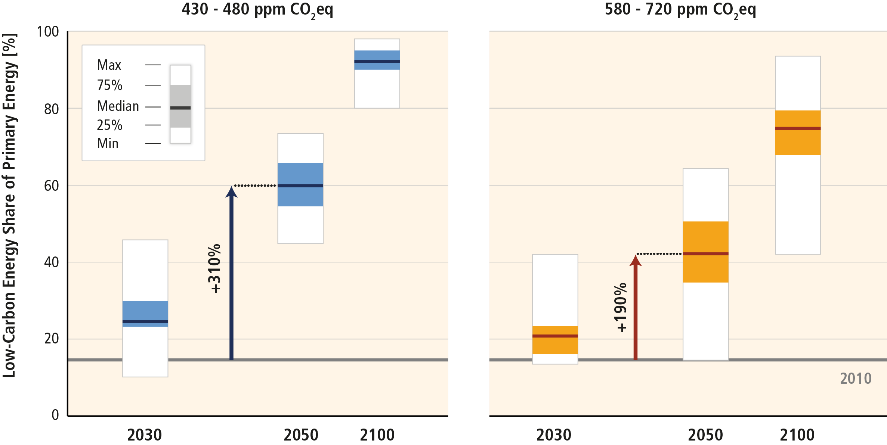 430 - 480 ppm CO₂eq
580 - 720 ppm CO₂eq
Low-Carbon Energy Share of Primary Energy [%]
100
80
60
40
20
0
Max
75%
Median
25%
Min
+310%
+190%
2010
2030
2050
2100
2030
2050
2100